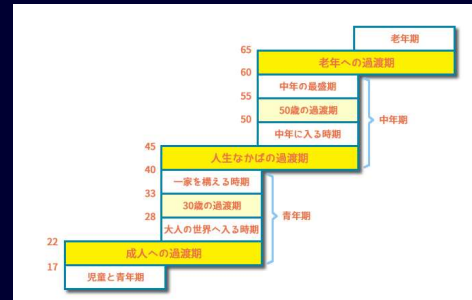 老年期
65
老年への過渡期
60
中年の最盛期
55
50歳の過渡期
中年期
50
中年に入る時期
45
人生なかばの過渡期
40
一家を構える時期
33
30歳の過渡期
青年期
28
大人の世界へ入る時期
22
成人への過渡期
17
児童と青年期